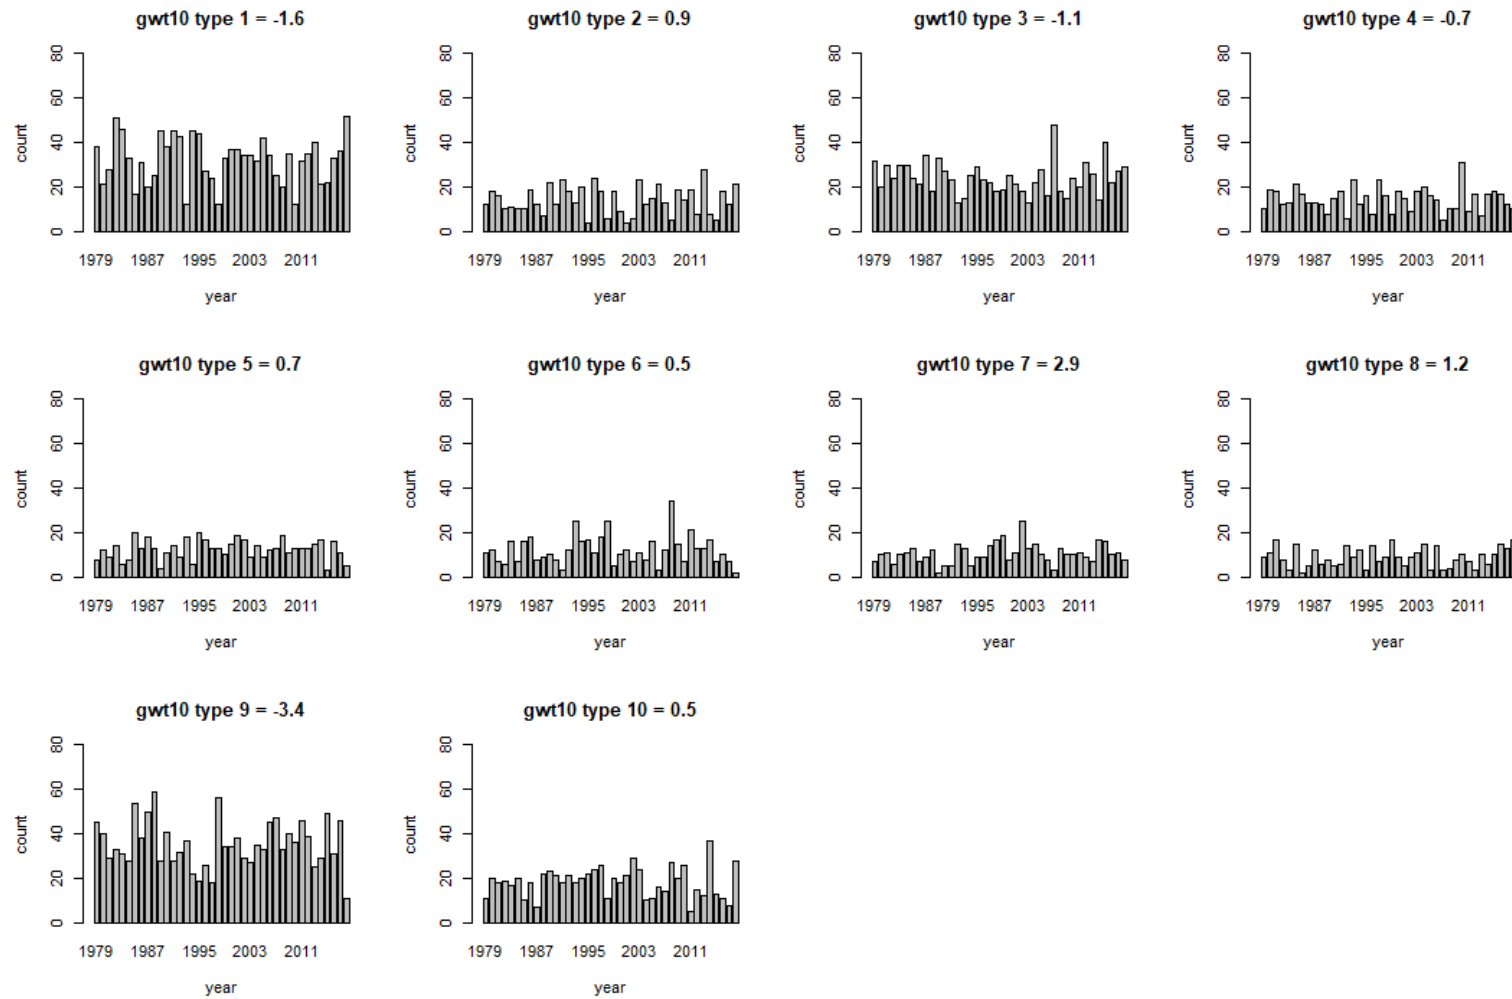 gwt10 type 1 = -1.6
80
60
40
20
0
count
1979 1987 1995 2003 2011
year
gwt10 type 2 = 0.9
80
60
40
20
0
count
1979 1987 1995 2003 2011
year
gwt10 type 3 = -1.1
80
60
40
20
0
count
1979 1987 1995 2003 2011
year
gwt10 type 4 = -0.7
80
60
40
20
0
count
1979 1987 1995 2003 2011
year
gwt10 type 5 = 0.7
80
60
40
20
0
count
1979 1987 1995 2003 2011
year
gwt10 type 6 = 0.5
80
60
40
20
0
count
1979 1987 1995 2003 2011
year
gwt10 type 7 = 2.9
80
60
40
20
0
count
1979 1987 1995 2003 2011
year
gwt10 type 8 = 1.2
80
60
40
20
0
count
1979 1987 1995 2003 2011
year
gwt10 type 9 = -3.4
80
60
40
20
0
count
1979 1987 1995 2003 2011
year
gwt10 type 10 = 0.5
80
60
40
20
0
count
1979 1987 1995 2003 2011
year